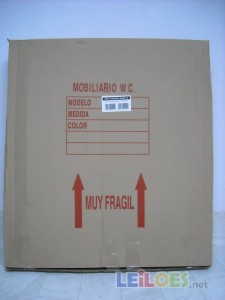 MOBILIARIO W.C.
MODELO
MEDIDA
COLOR
MUY FRAGIL
LEiLOES.net